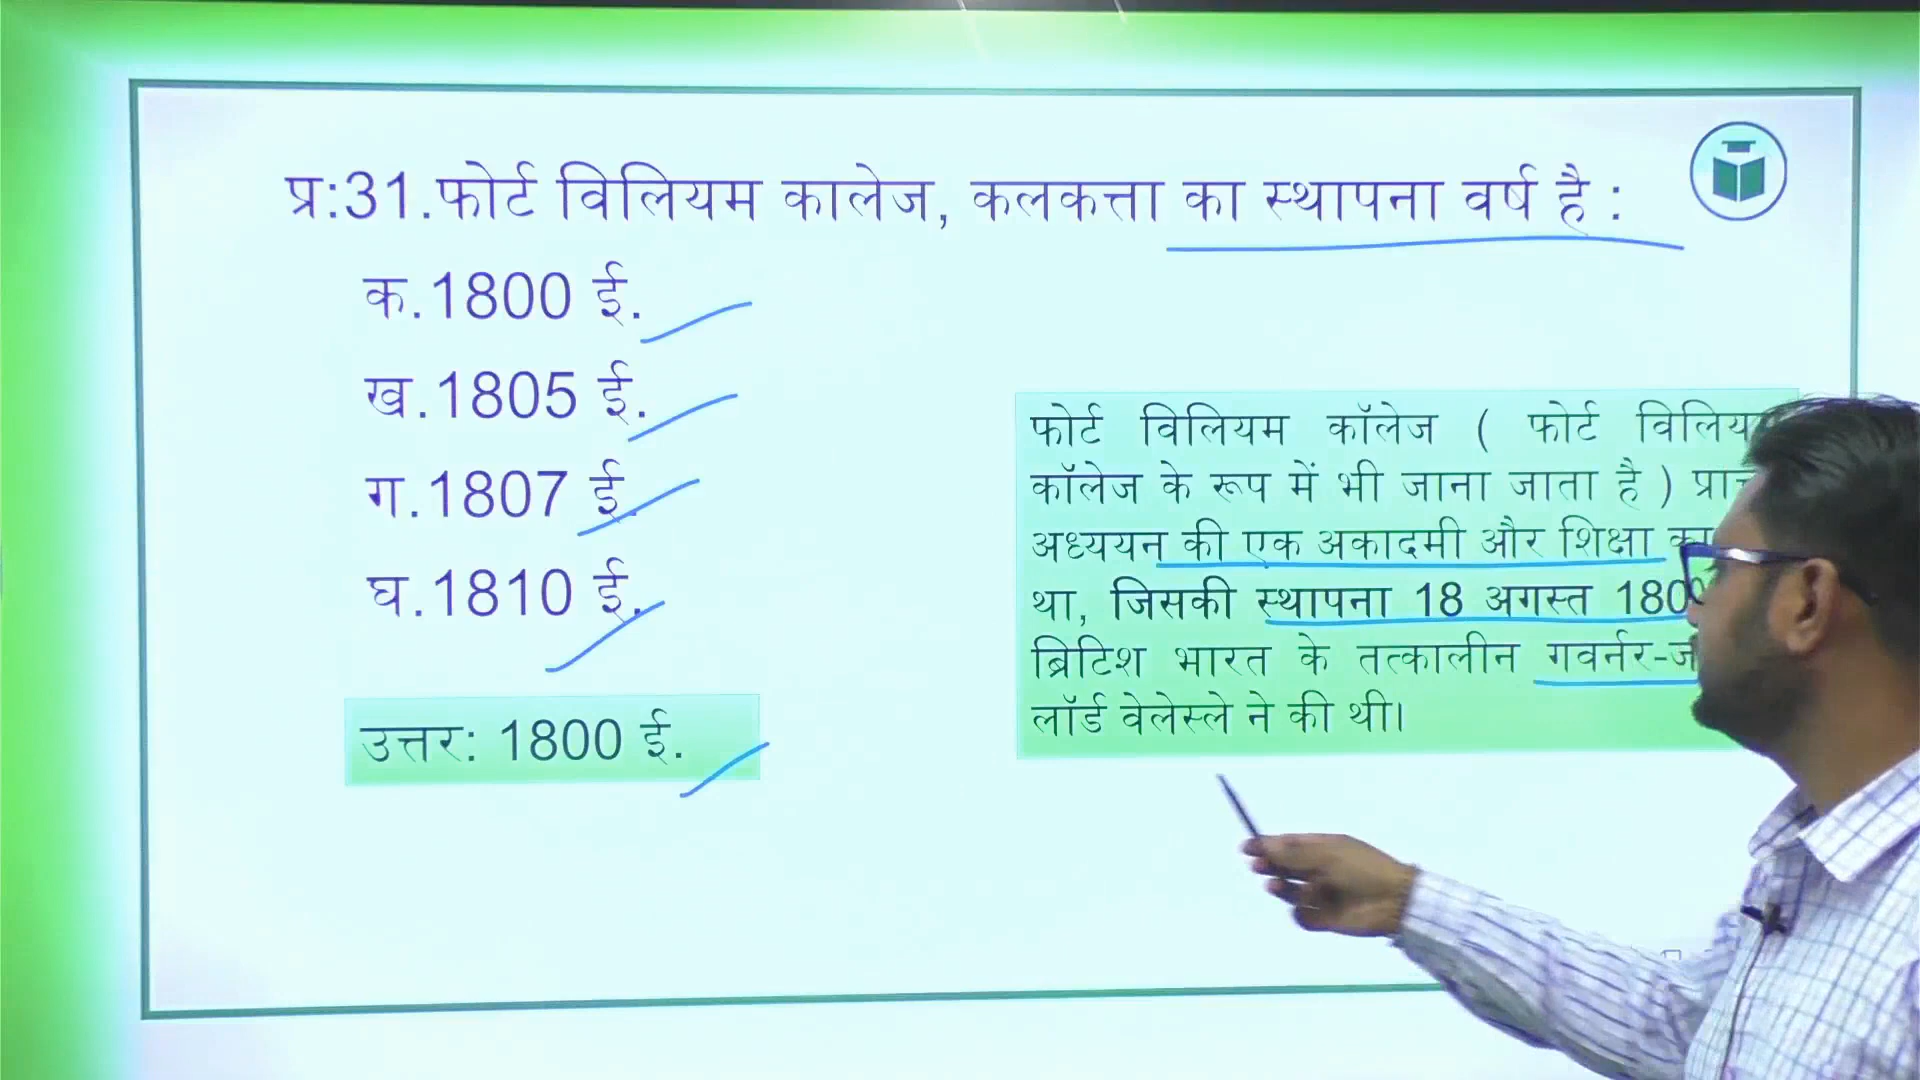 प्र:31.फोर्ट विलियम कालेज, कलकत्ता का स्थापना वर्ष है :
क.1800 ई.
ख.1805 ई.
ग.1807 ई.
घ.1810 ई.
उत्तर: 1800 ई.
फोर्ट विलियम कॉलेज ( फोर्ट
कॉलेज के रूप में भी जाना जाता है )
अध्ययन की एक अकादमी और शिक्षा
था, जिसकी स्थापना 18 अगस्त 1800
ब्रिटिश भारत के तत्कालीन
लॉर्ड वेलेस्ले ने की थी।